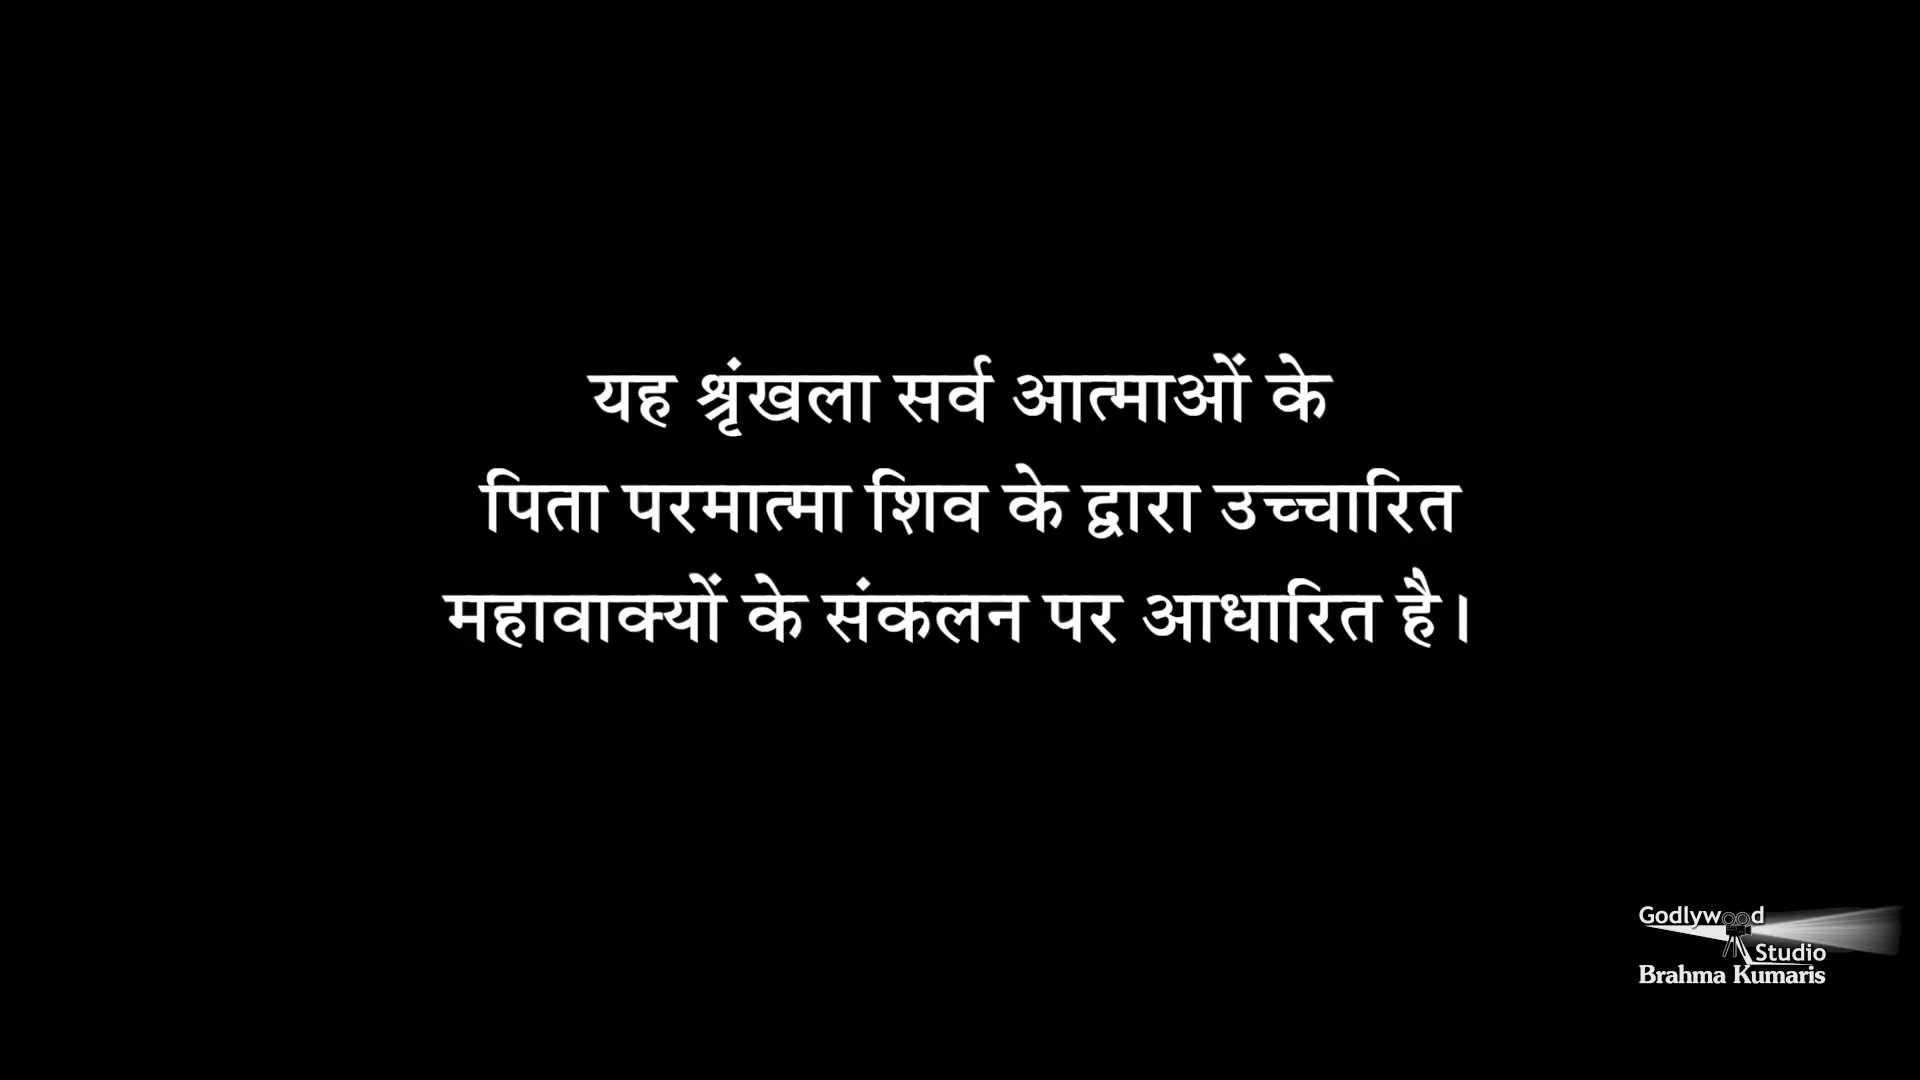 यह श्रृंखला सर्व आत्माओं के
पिता परमात्मा शिव के द्वारा उच्चारित
महावाक्यों के संकलन पर आधारित है।
Godlywood
Studio
Brahma Kumaris